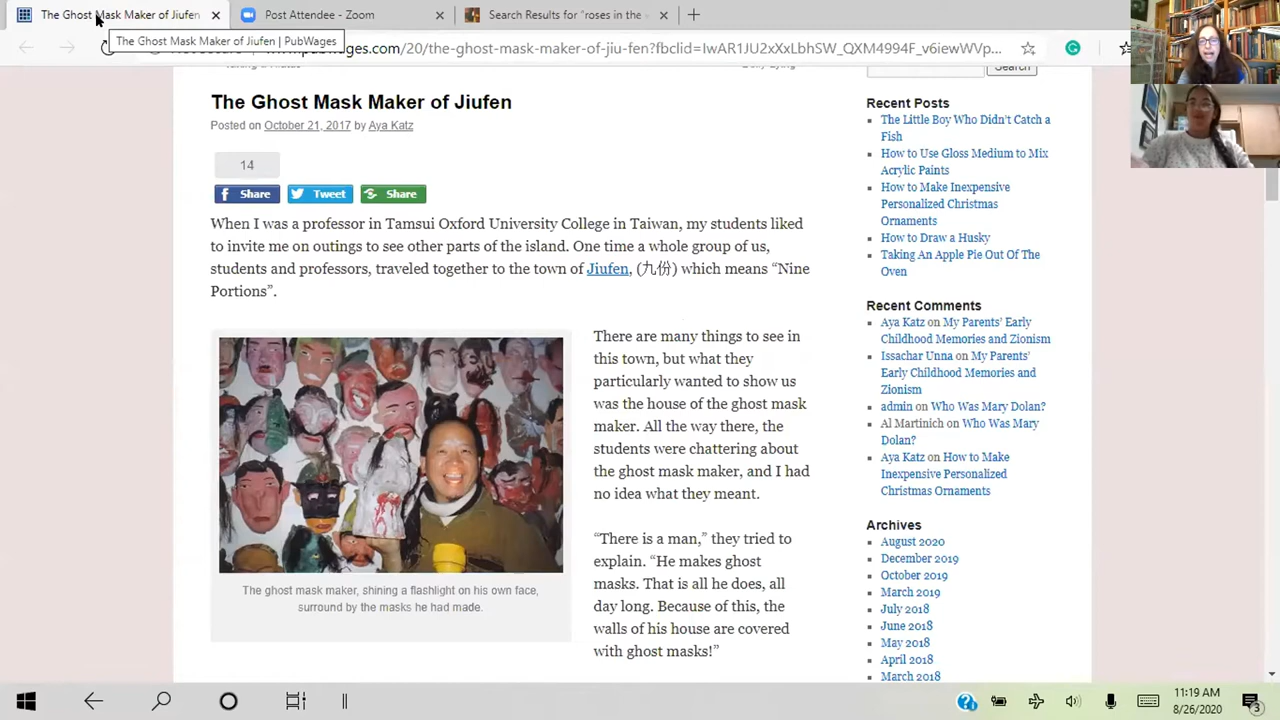 The Ghost Mask Maker of Jiufen
Post Attendee - Zoom
Search Results for "roses in the
The Ghost Mask Maker of Jiufen | PubWages
wages.com/20/the-ghost-mask-maker-of-jiu-fen?fbclid=IwAR1JU2xXxLbhSW_QXM4994F_v6iewWVp...
Search
The Ghost Mask Maker of Jiufen
Posted on October 21, 2017 by Aya Katz
14
Share
Tweet
Share
When I was a professor in Tamsui Oxford University College in Taiwan, my students liked
to invite me on outings to see other parts of the island. One time a whole group of us,
students and professors, traveled together to the town of Jiufen, (九份) which means “Nine
Portions”.
There are many things to see in
this town, but what they
particularly wanted to show us
was the house of the ghost mask
maker. All the way there, the
students were chattering about
the ghost mask maker, and I had
no idea what they meant.
“There is a man,” they tried to
explain. “He makes ghost
masks. That is all he does, all
day long. Because of this, the
walls of his house are covered
with ghost masks!”
The ghost mask maker, shining a flashlight on his own face,
surround by the masks he had made.
Recent Posts
The Little Boy Who Didn’t Catch a
Fish
How to Use Gloss Medium to Mix
Acrylic Paints
How to Make Inexpensive
Personalized Christmas
Ornaments
How to Draw a Husky
Taking An Apple Pie Out Of The
Oven
Recent Comments
Aya Katz on My Parents’ Early
Childhood Memories and Zionism
Issachar Unna on My Parents’
Early Childhood Memories and
Zionism
admin on Who Was Mary Dolan?
Al Martinich on Who Was Mary
Dolan?
Aya Katz on How to Make
Inexpensive Personalized
Christmas Ornaments
Archives
August 2020
December 2019
October 2019
March 2019
July 2018
June 2018
May 2018
April 2018
March 2018
11:19 AM
8/26/2020
3